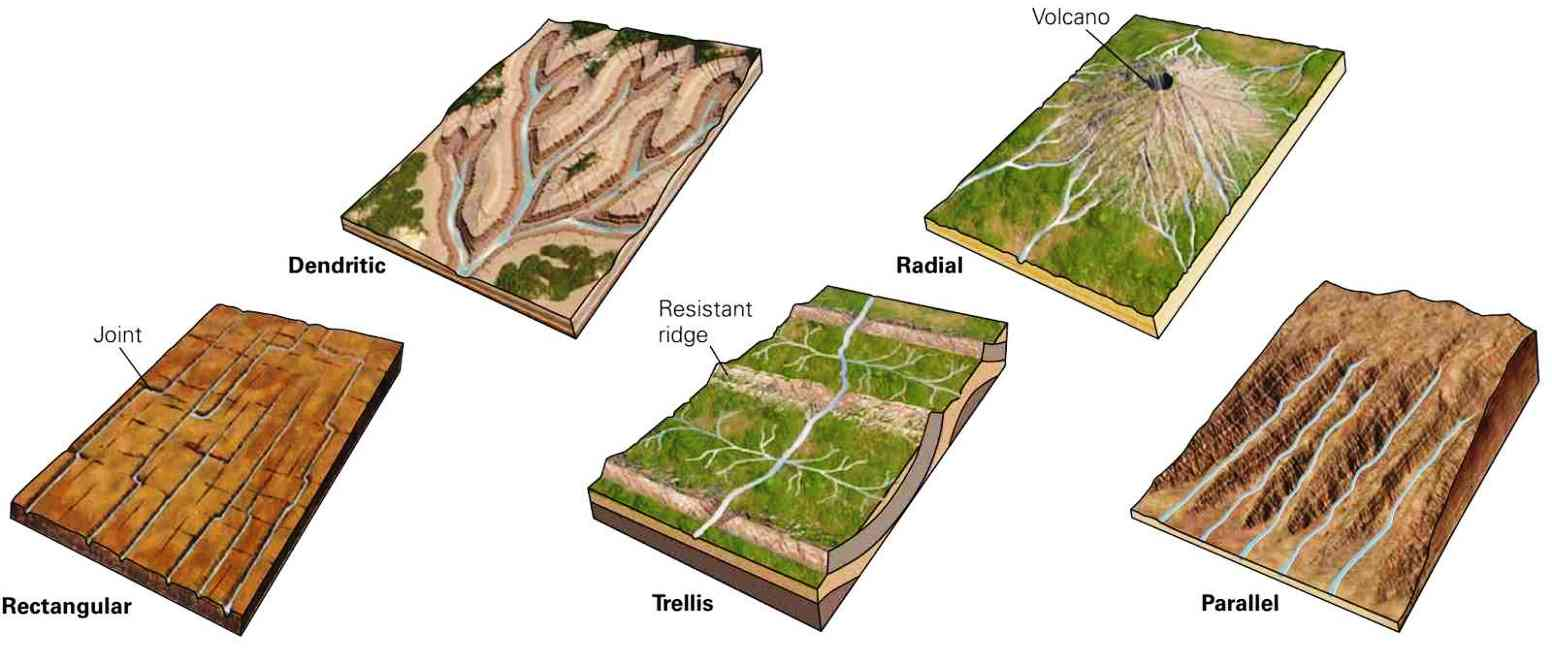 Volcano
Dendritic
Radial
Joint
Resistant
ridge
Rectangular
Trellis
Parallel